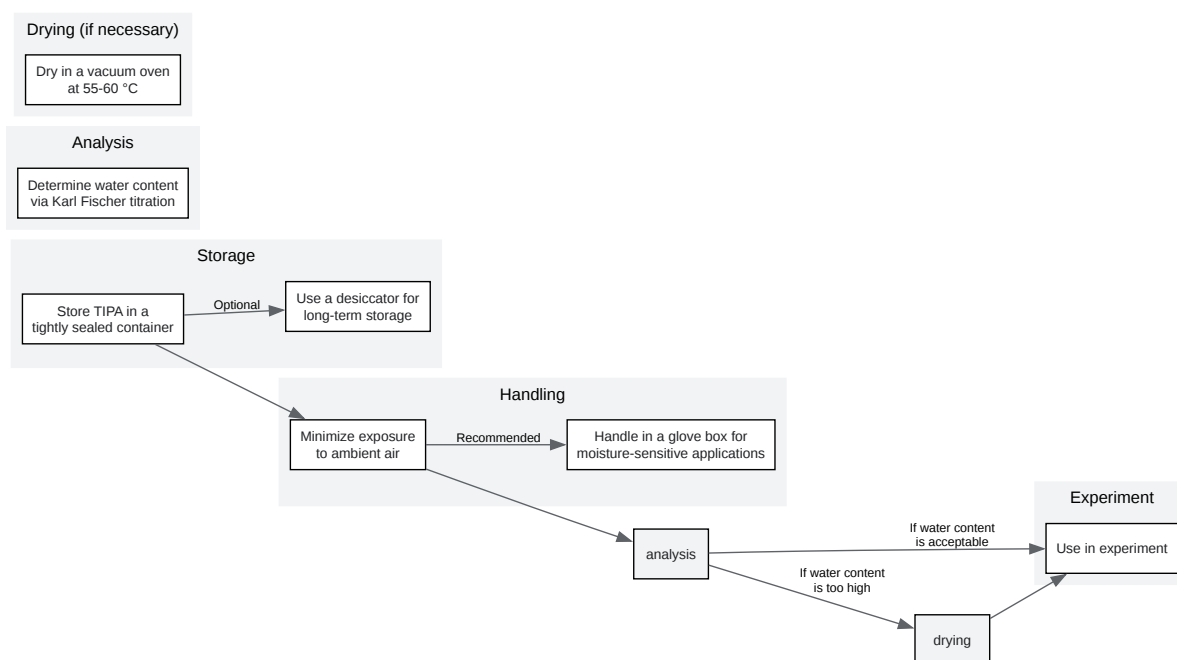 Drying (if necessary)
Dry in a vacuum oven
at 55-60 °C
Analysis
Determine water content
via Karl Fischer titration
Storage
Store TIPA in a
tightly sealed container
Optional
Use a desiccator for
long-term storage
Handling
Minimize exposure
to ambient air
Recommended
Handle in a glove box for
moisture-sensitive applications
analysis
If water content
is acceptable
If water content
is too high
drying
Experiment
Use in experiment